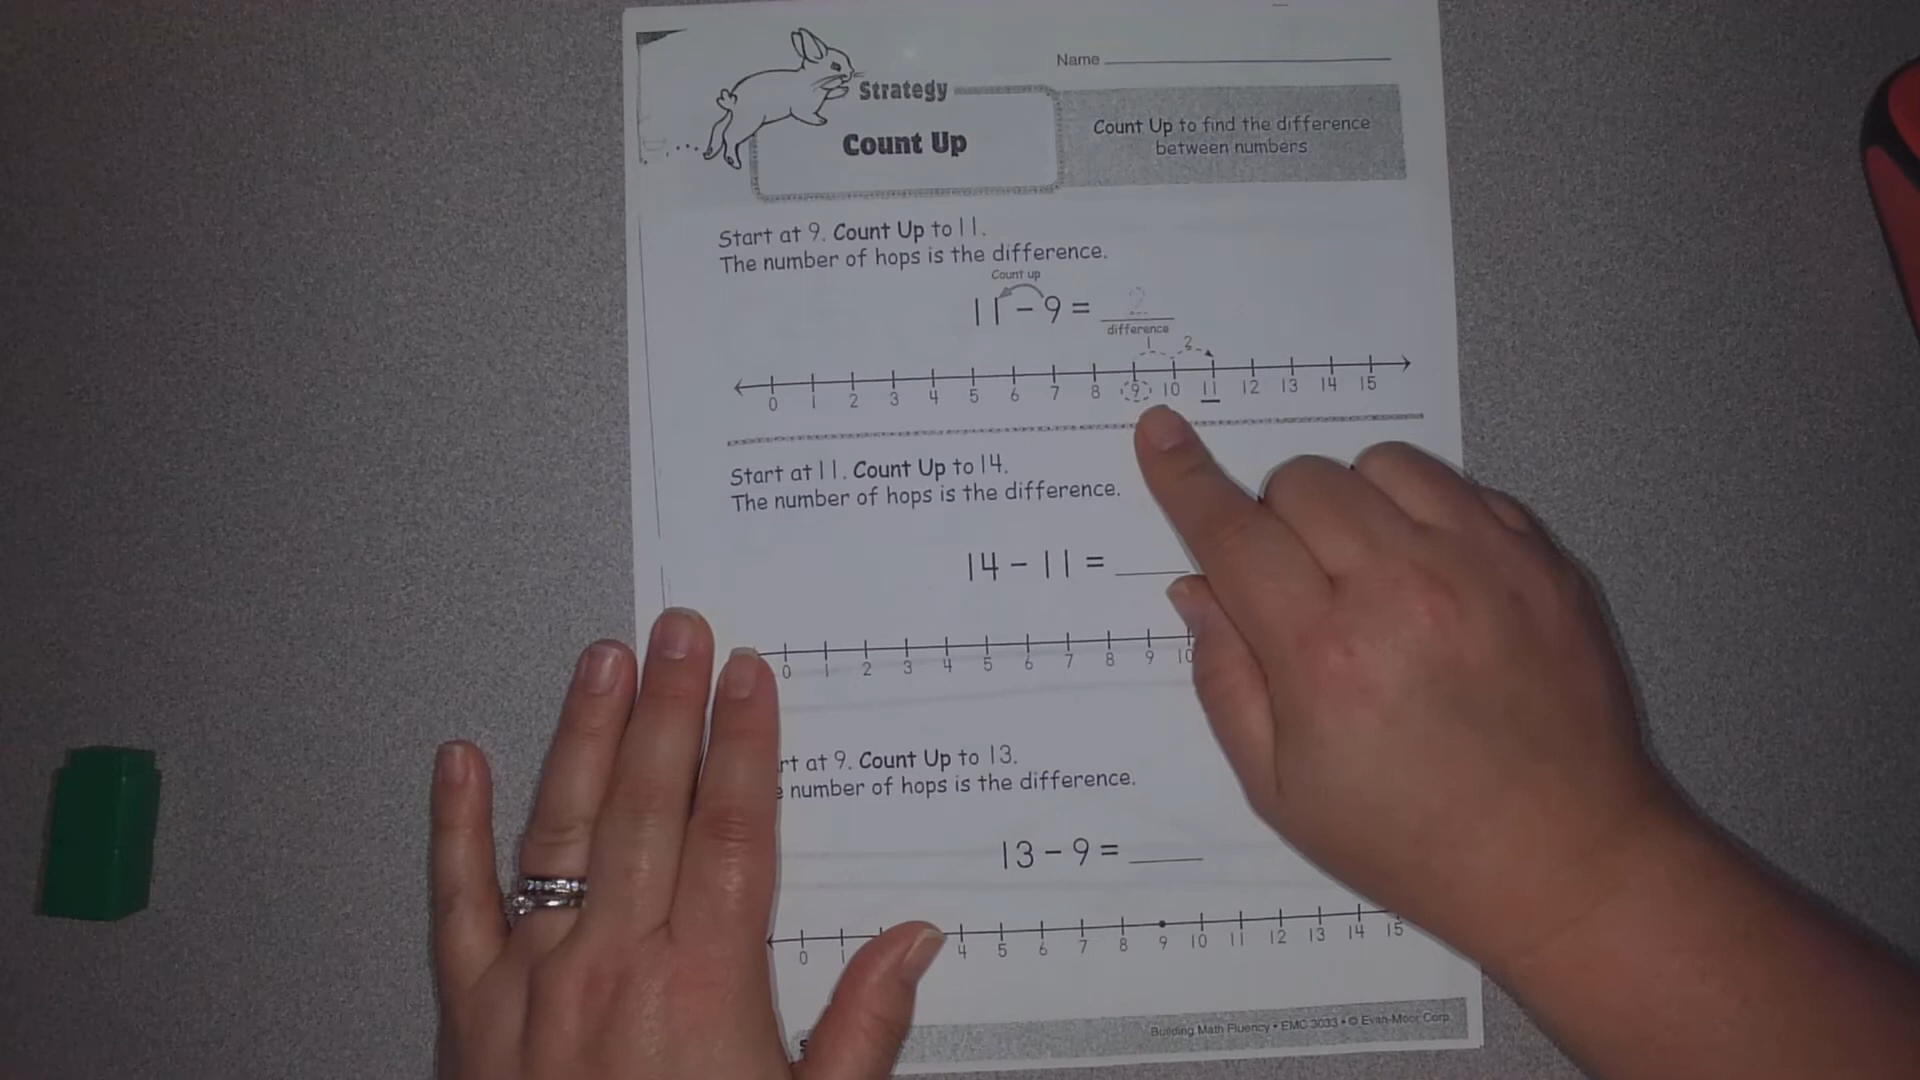 Name
Strategy
Count Up
Count Up to find the difference
between numbers
Start at 9. Count Up to 11.
The number of hops is the difference.
Count up
11 - 9 = 2
difference
1 2
0 1 2 3 4 5 6 7 8 9 10 11 12 13 14 15
Start at 11. Count Up to 14.
The number of hops is the difference.
14 - 11 =
0 1 2 3 4 5 6 7 8 9 10
rt at 9. Count Up to 13.
number of hops is the difference.
13 - 9 =
0 1 4 5 6 7 8 9 10 11 12 13 14 15
Building Math Fluency • EMC 3033 • © Evan-Moor Corp.